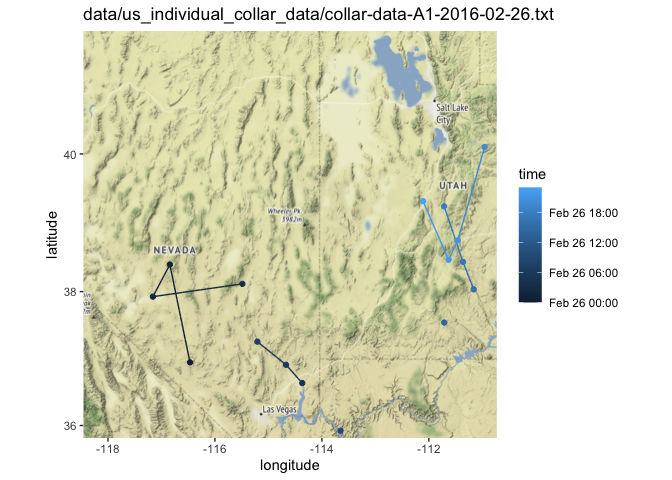 data/us_individual_collar_data/collar-data-A1-2016-02-26.txt
Salt Lake
City
UTAH
Wheeler Pk
3982m
NEVADA
Las Vegas
40
38
36
latitude
-118
-116
-114
-112
longitude
time
Feb 26 18:00
Feb 26 12:00
Feb 26 06:00
Feb 26 00:00